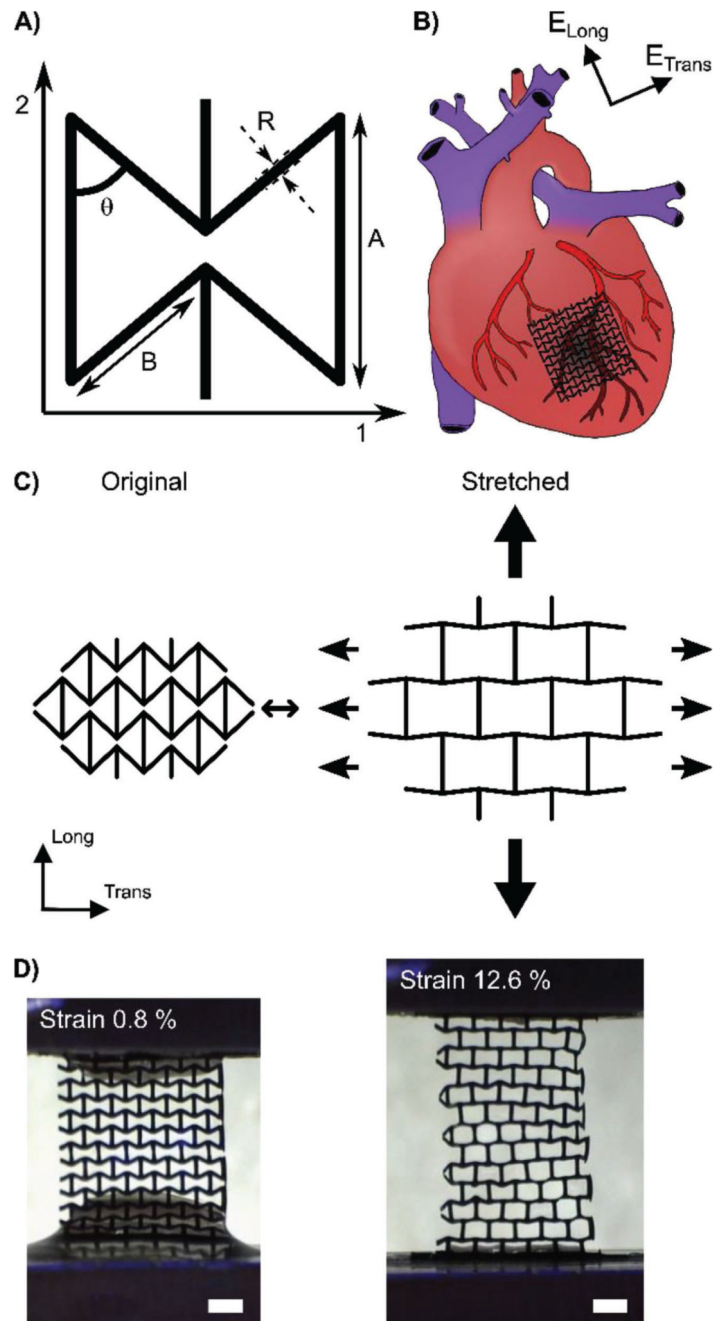 A)
2
R
θ
A
B
1
B)
E_Long
E_Trans
C)
Original
Stretched
Long
Trans
D)
Strain 0.8 %
Strain 12.6 %